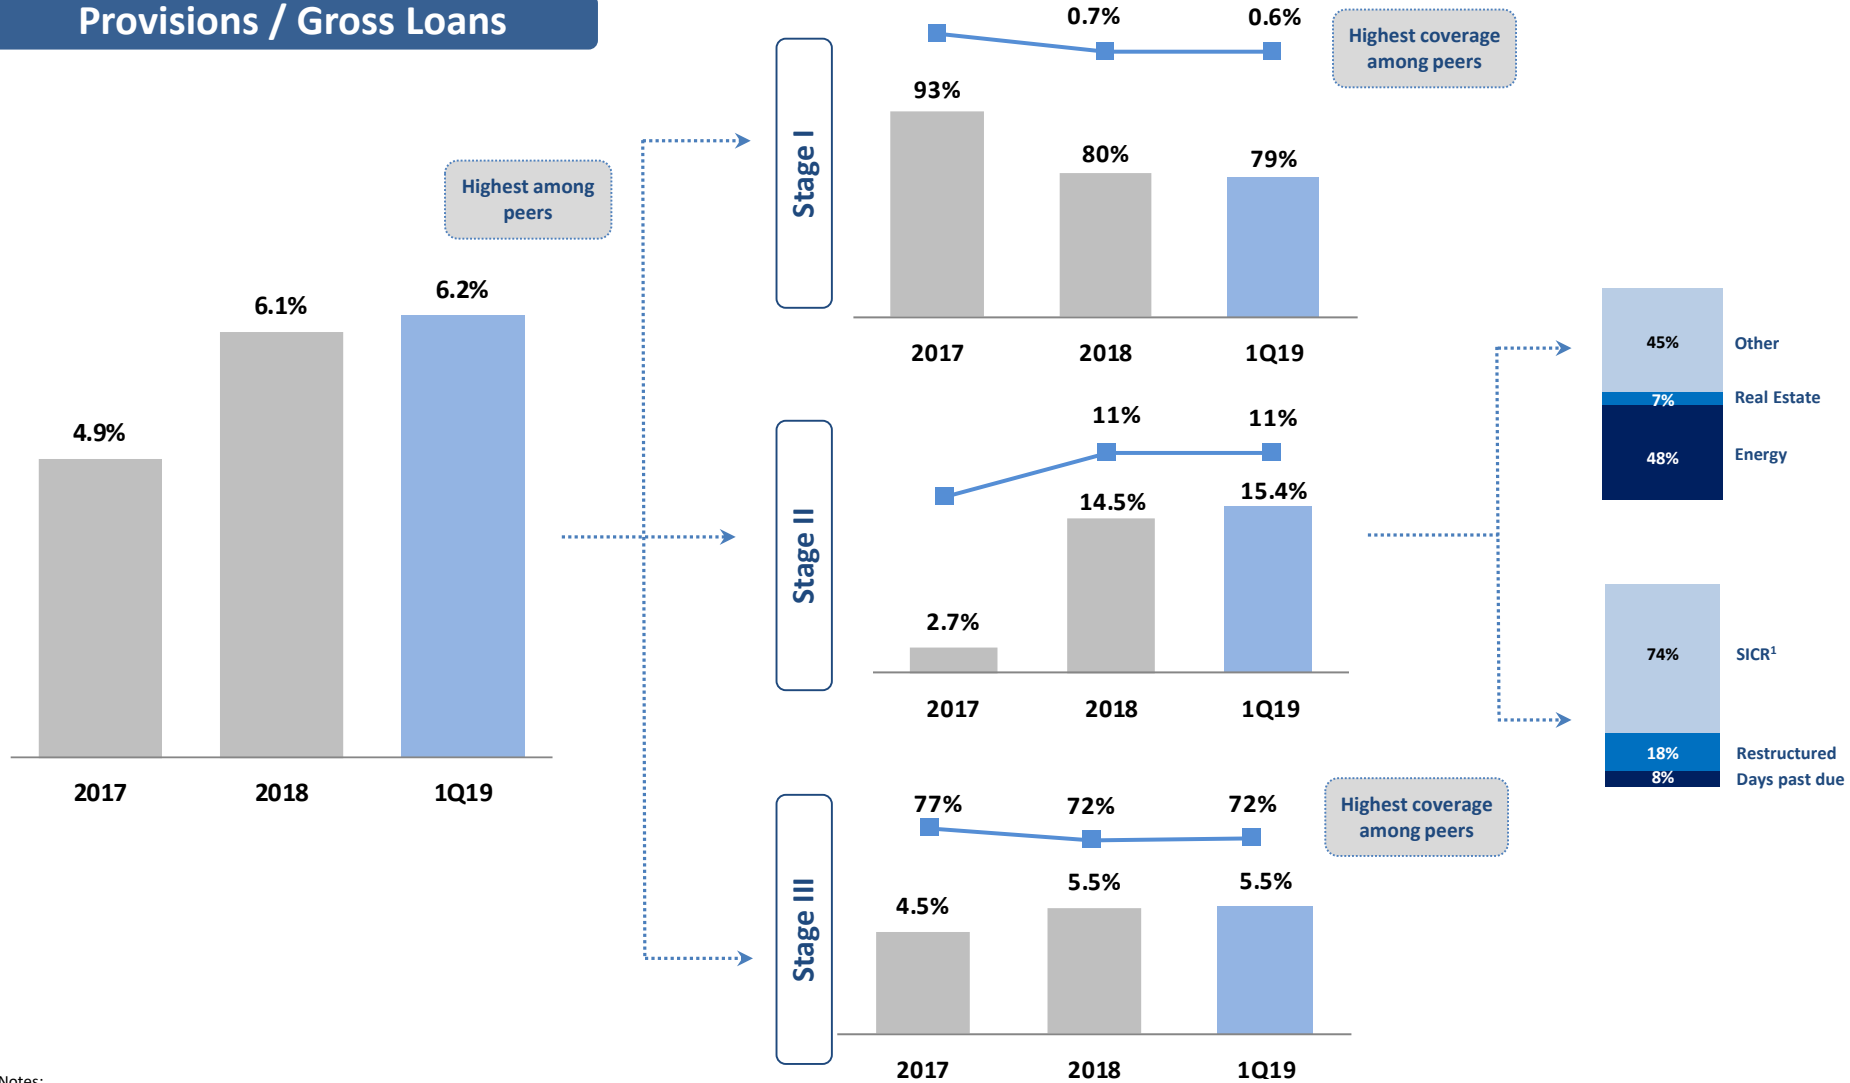 Provisions / Gross Loans
Highest among
peers
4.9%
6.1%
6.2%
2017
2018
1Q19
Stage I
0.7%
0.6%
Highest coverage
among peers
93%
80%
79%
2017
2018
1Q19
Stage II
11%
11%
2.7%
14.5%
15.4%
2017
2018
1Q19
Stage III
77%
72%
72%
Highest coverage
among peers
4.5%
5.5%
5.5%
2017
2018
1Q19
45%
Other
7%
Real Estate
48%
Energy
74%
SICR¹
18%
Restructured
8%
Days past due
Notes: